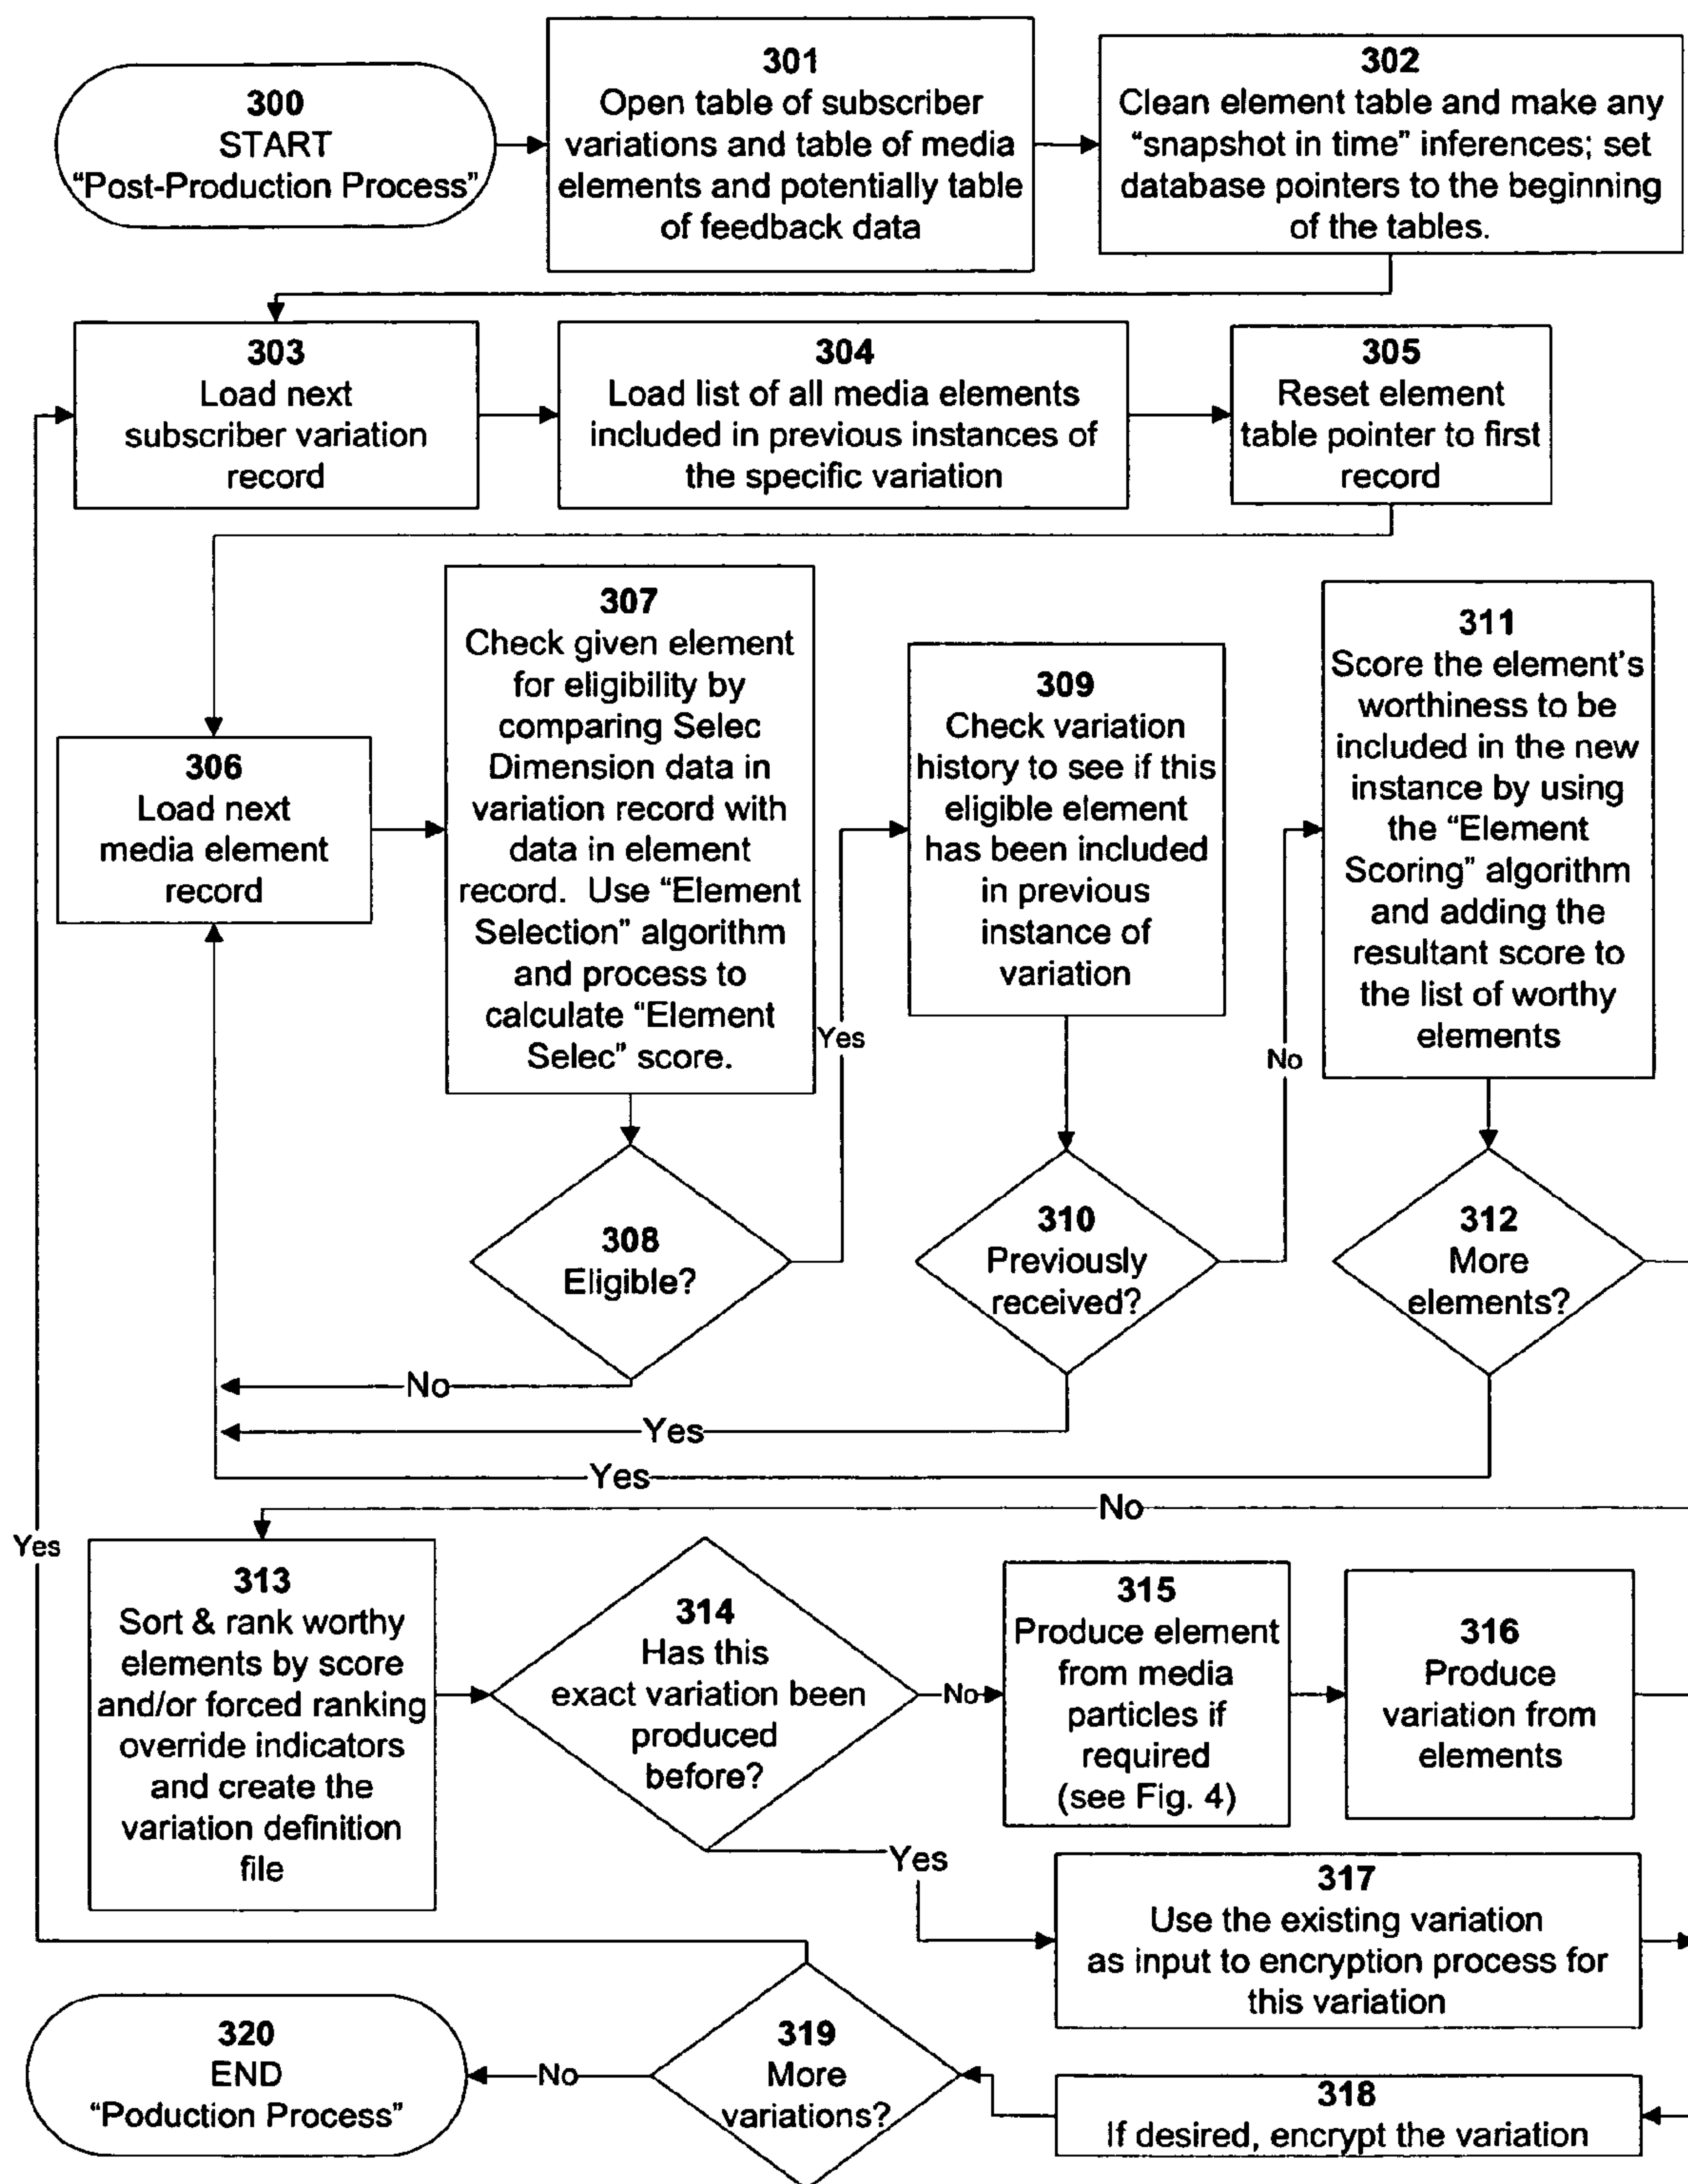 300
START
“Post-Production Process”
301
Open table of subscriber
variations and table of media
elements and potentially table
of feedback data
302
Clean element table and make any
“snapshot in time” inferences; set
database pointers to the beginning
of the tables.
303
Load next
subscriber variation
record
304
Load list of all media elements
included in previous instances of
the specific variation
305
Reset element
table pointer to first
record
306
Load next
media element
record
307
Check given element
for eligibility by
comparing Selec
Dimension data in
variation record with
data in element
record. Use “Element
Selection” algorithm
and process to
calculate “Element
Selec” score.
308
Eligible?
Yes
No
309
Check variation
history to see if this
eligible element
has been included
in previous
instance of
variation
310
Previously
received?
No
Yes
311
Score the element's
worthiness to be
included in the new
instance by using
the “Element
Scoring” algorithm
and adding the
resultant score to
the list of worthy
elements
312
More
elements?
Yes
No
313
Sort & rank worthy
elements by score
and/or forced ranking
override indicators
and create the
variation definition
file
314
Has this
exact variation been
produced
before?
No
Yes
315
Produce element
from media
particles if
required
(see Fig. 4)
316
Produce
variation from
elements
317
Use the existing variation
as input to encryption process for
this variation
318
If desired, encrypt the variation
319
More
variations?
Yes
No
320
END
“Poduction Process”